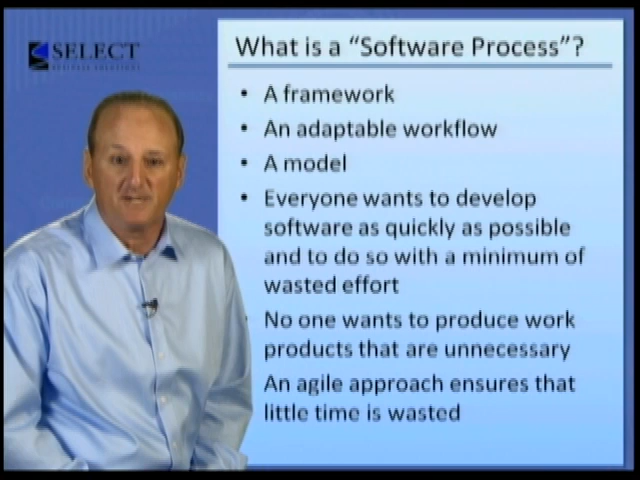 SELECT
BUSINESS SOLUTIONS
What is a “Software Process”?
• A framework
• An adaptable workflow
• A model
• Everyone wants to develop
software as quickly as possible
and to do so with a minimum of
wasted effort
No one wants to produce work
products that are unnecessary
An agile approach ensures that
little time is wasted